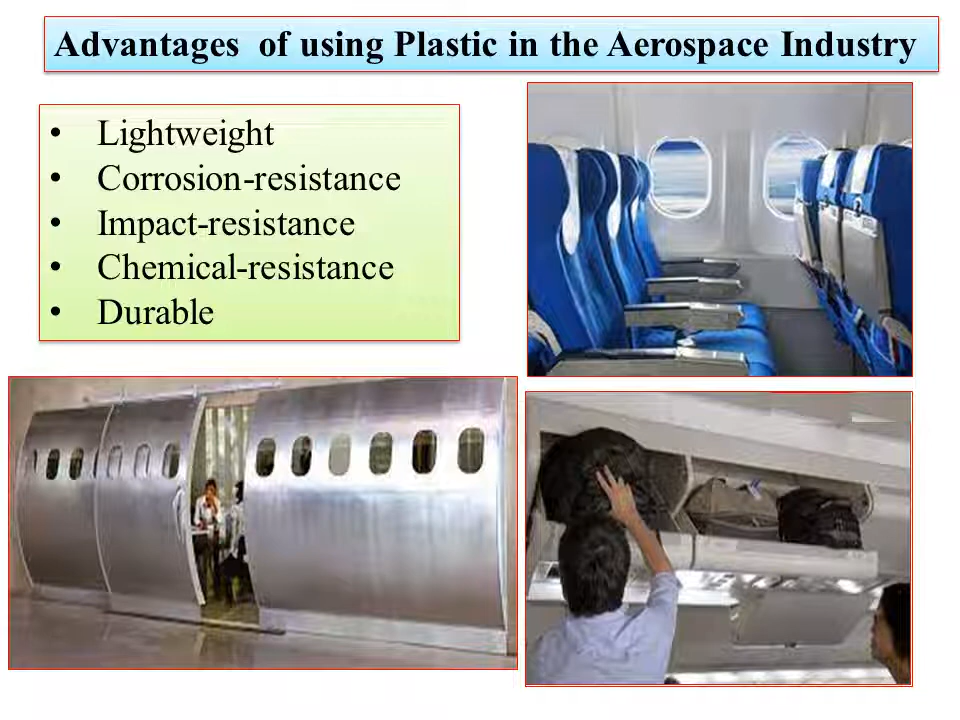 Advantages of using Plastic in the Aerospace Industry
• Lightweight
• Corrosion-resistance
• Impact-resistance
• Chemical-resistance
• Durable